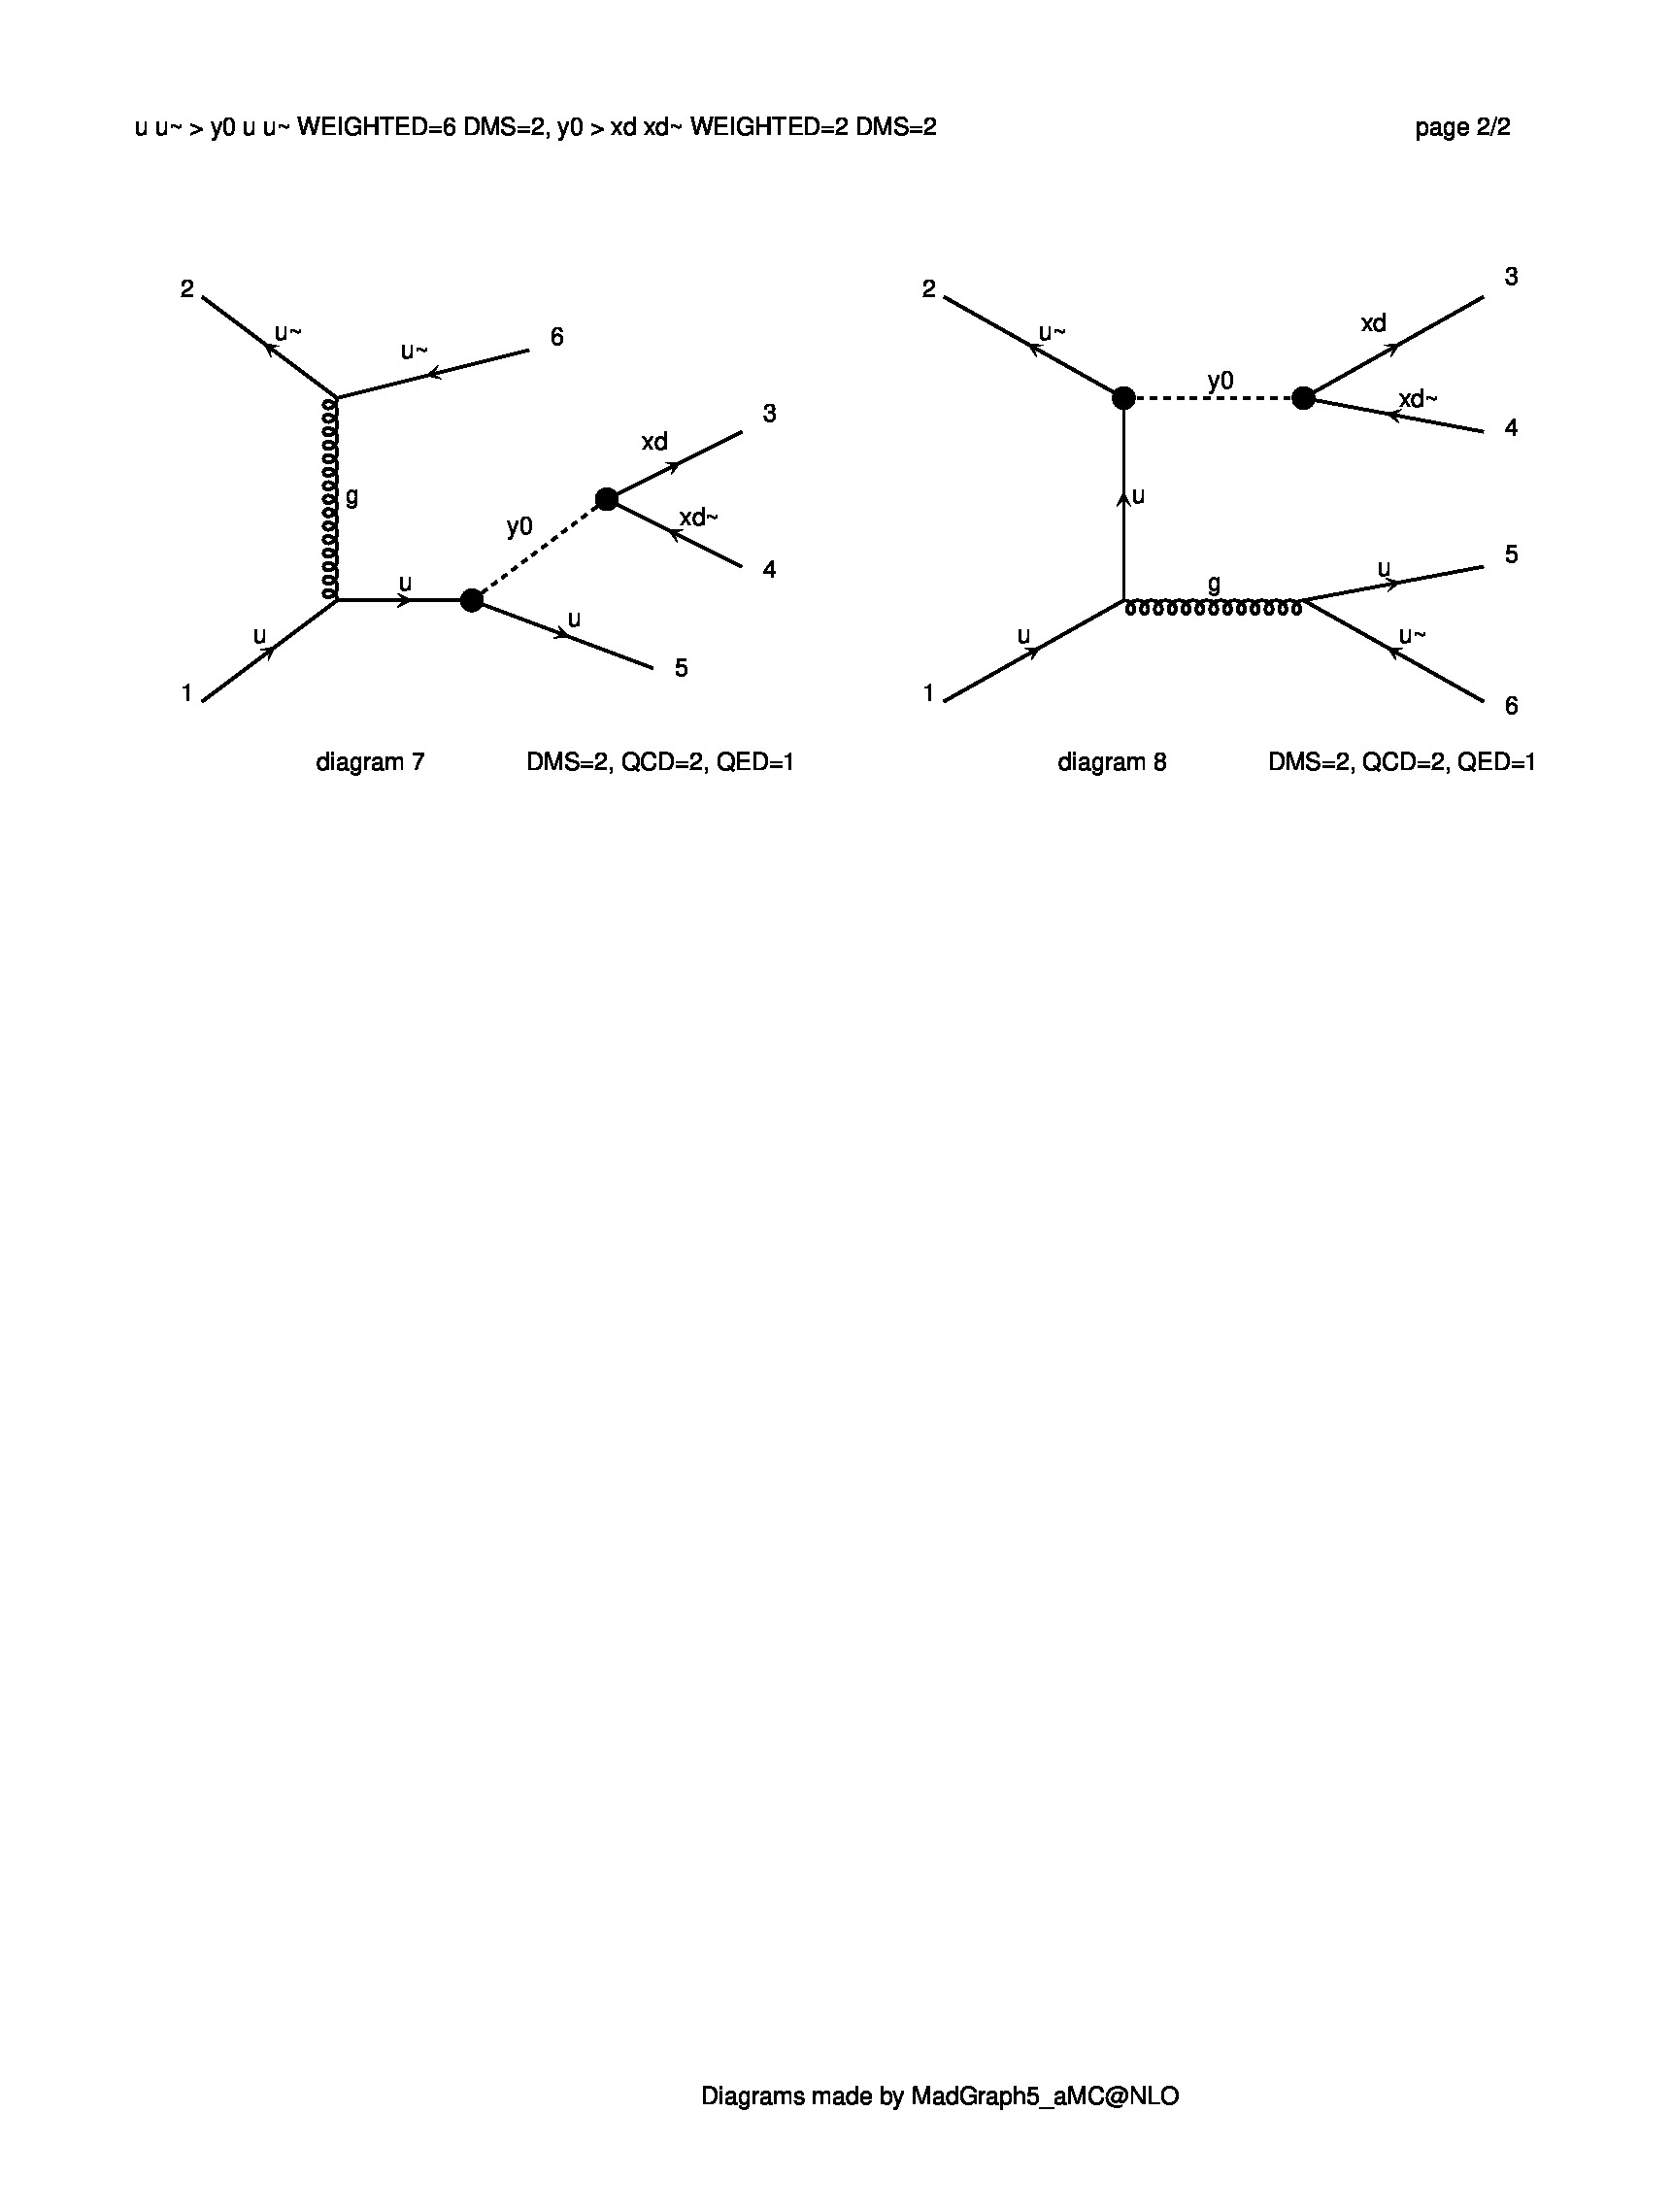 u u~ > y0 u u~ WEIGHTED=6 DMS=2, y0 > xd xd~ WEIGHTED=2 DMS=2 page 2/2
2
u~
u~
6
g
3
xd
y0
xd~
4
u
u
u
1
5
diagram 7 DMS=2, QCD=2, QED=1
2
u~
y0
3
xd
xd~
4
u
g
5
u
u
u~
1
6
diagram 8 DMS=2, QCD=2, QED=1
Diagrams made by MadGraph5_aMC@NLO